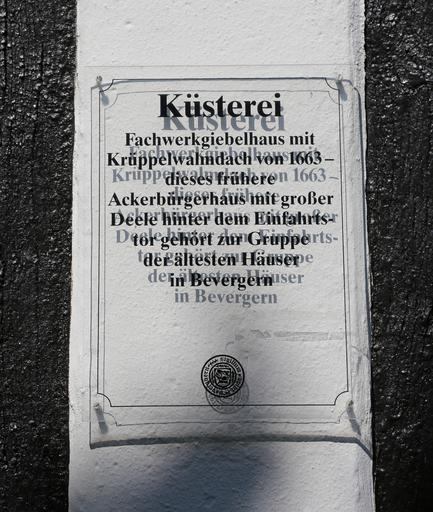 Küsterei
Fachwerkgiebelhaus mit
Krüppelwalmdach von 1663 –
dieses frühere
Ackerbürgerhaus mit großer
Deele hinter dem Einfahrts-
tor gehört zur Gruppe
der ältesten Häuser
in Bevergern